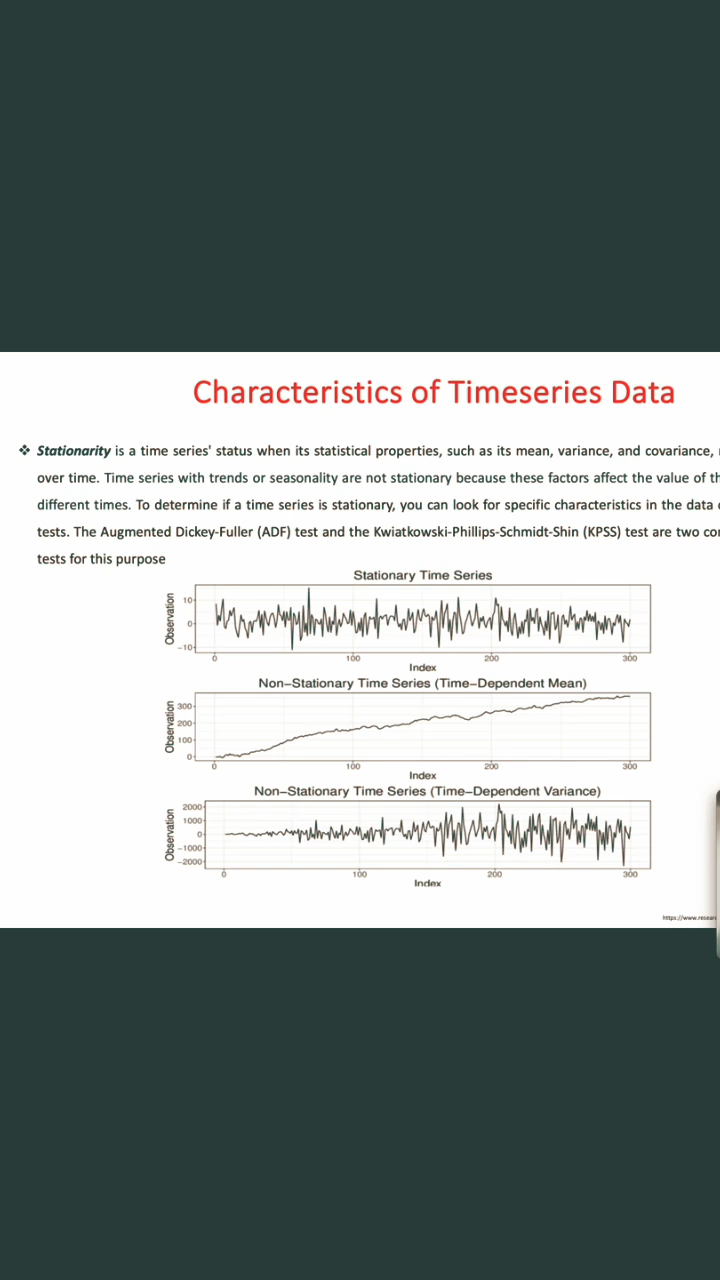 Characteristics of Timeseries Data
❖ Stationarity is a time series' status when its statistical properties, such as its mean, variance, and covariance,
over time. Time series with trends or seasonality are not stationary because these factors affect the value of
different times. To determine if a time series is stationary, you can look for specific characteristics in the data
tests. The Augmented Dickey-Fuller (ADF) test and the Kwiatkowski-Phillips-Schmidt-Shin (KPSS) test are two
tests for this purpose
Stationary Time Series
Observation
10
0
-10
0 100 200 300
Index
Non-Stationary Time Series (Time-Dependent Mean)
Observation
300
200
100
0
0 100 200 300
Index
Non-Stationary Time Series (Time-Dependent Variance)
Observation
2000
1000
0
-1000
-2000
0 100 200 300
Index
https://www.resear